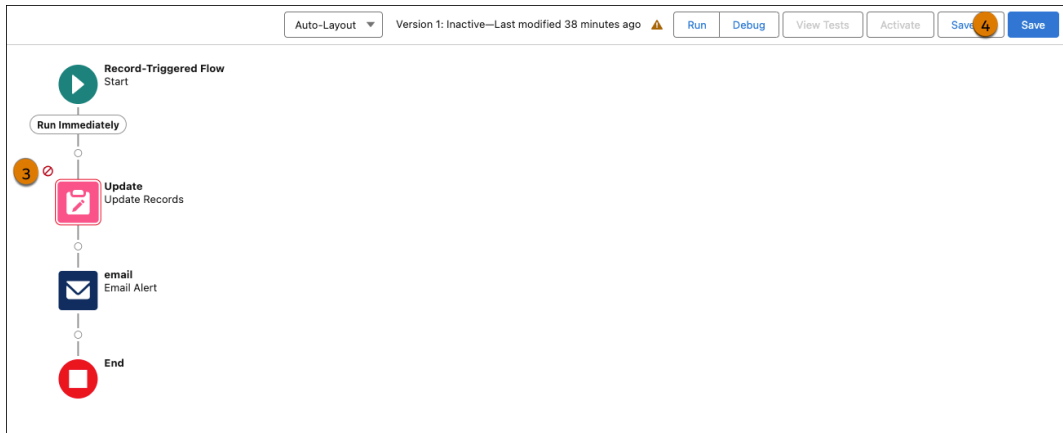 Auto-Layout Version 1: Inactive—Last modified 38 minutes ago Run Debug View Tests Activate Save 4 Save
Record-Triggered Flow
Start
Run Immediately
3
Update
Update Records
email
Email Alert
End